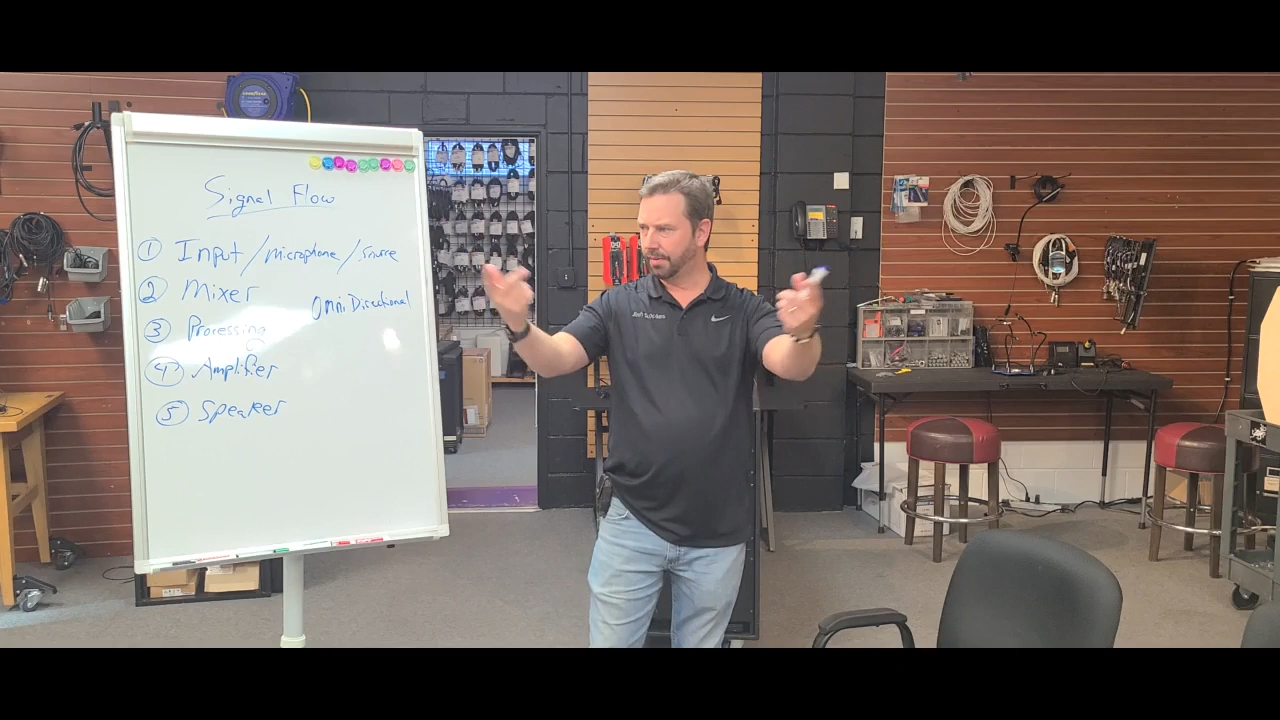 Signal Flow
① Input/Microphone/Source
② Mixer
Omni Directional
③ Processing
④ Amplifier
⑤ Speaker